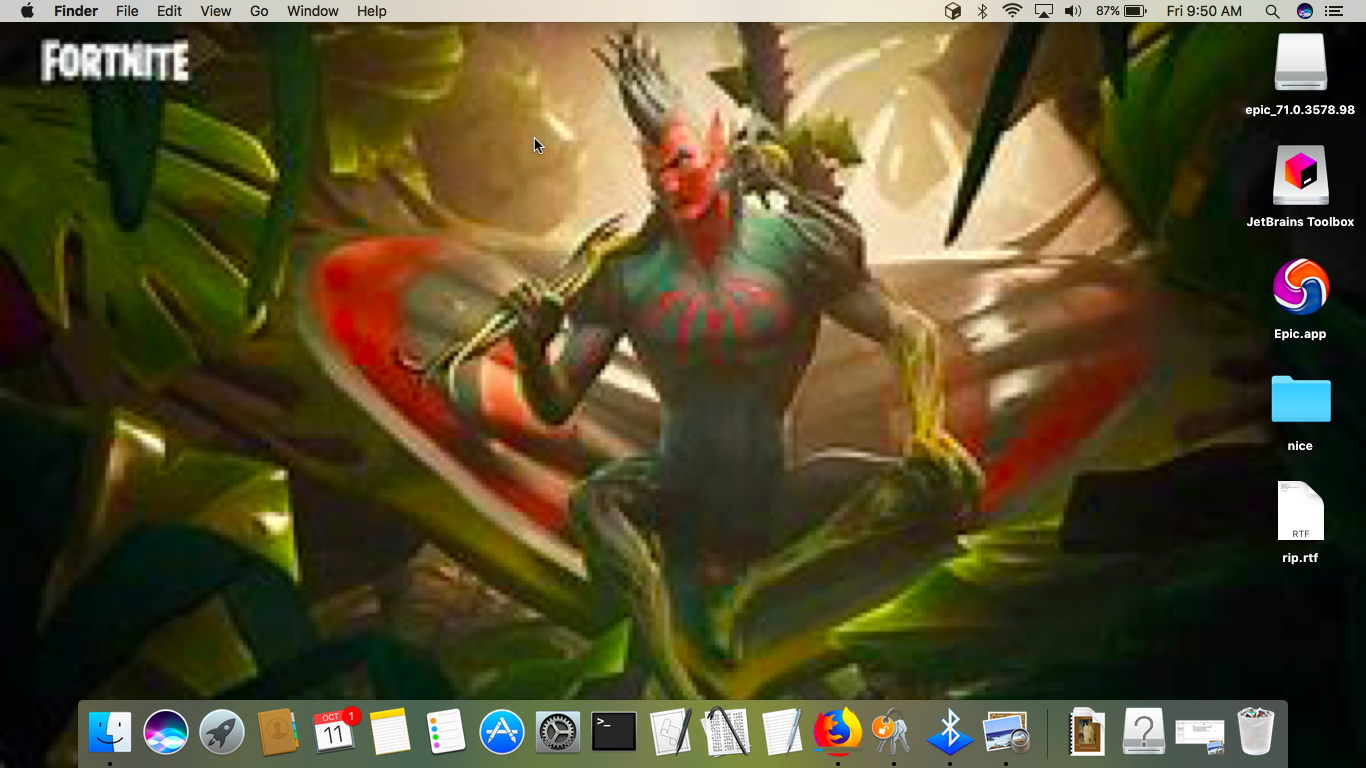 Finder File Edit View Go Window Help 87% Fri 9:50 AM
FORTNITE
epic_71.0.3578.98
JetBrains Toolbox
Epic.app
nice
RTF
rip.rtf
OCT 1
11
>_
?